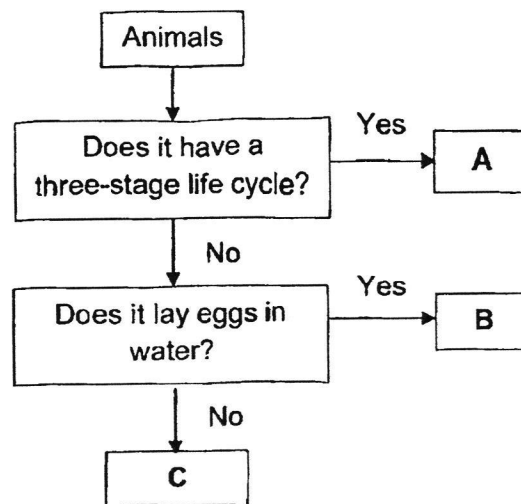 Animals
Does it have a
three-stage life cycle?
Yes
A
No
Does it lay eggs in
water?
Yes
B
No
C